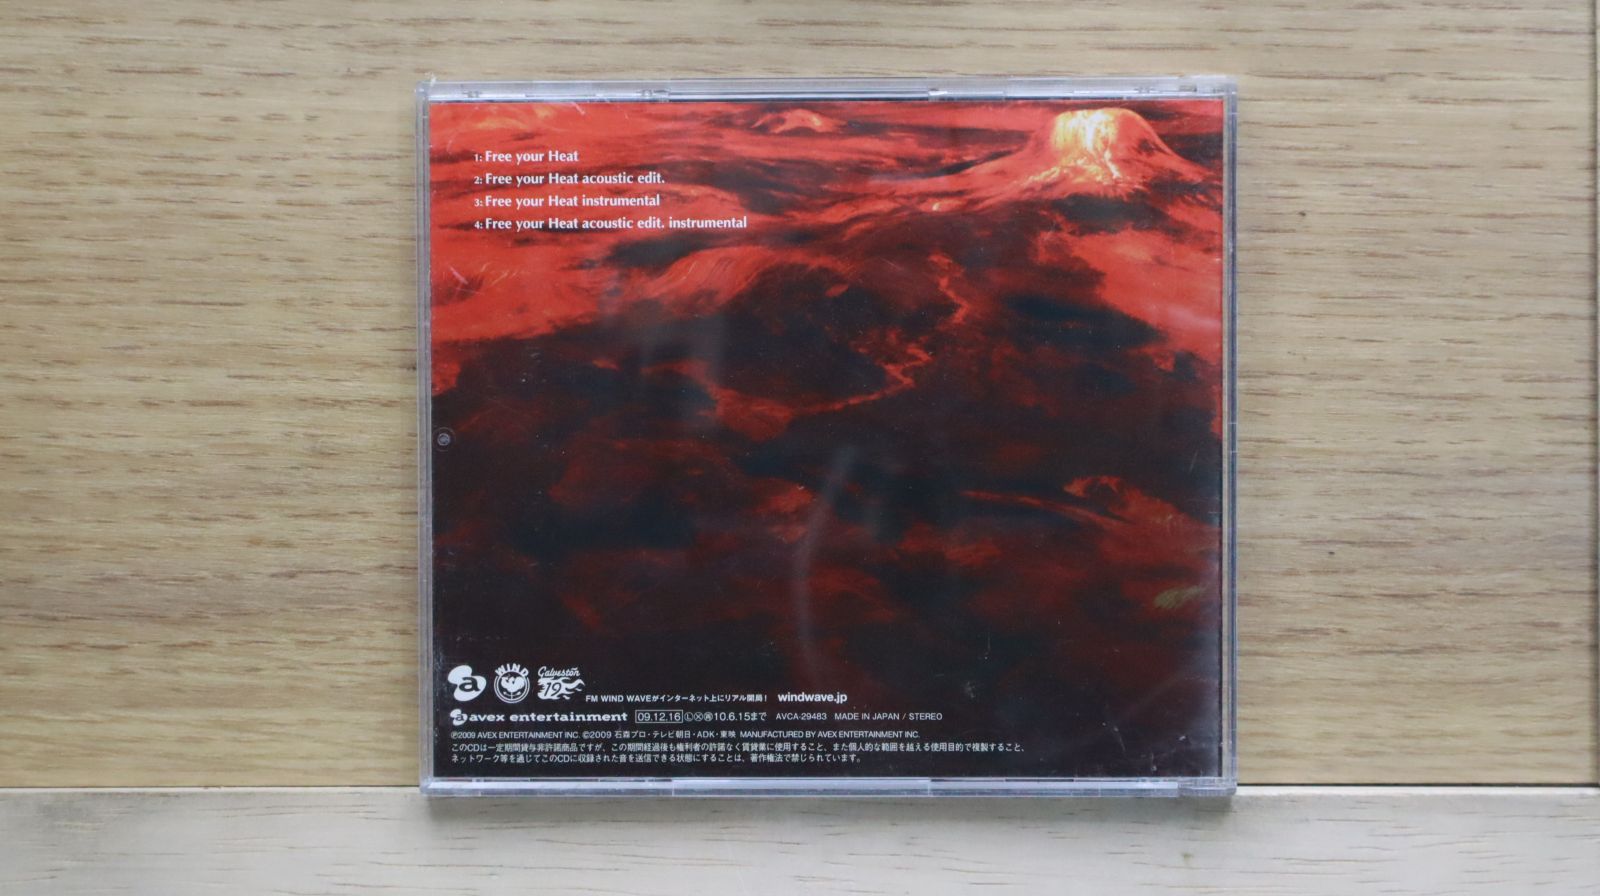 1: Free your Heat
2: Free your Heat acoustic edit.
3: Free your Heat instrumental
4: Free your Heat acoustic edit. instrumental
a WIND Galveston 19 FM WIND WAVEがインターネット上にリアル開局！ windwave.jp
a avex entertainment 09.12.16 Ⓛ Ⓧ 10.6.15まで AVCA-29483 MADE IN JAPAN / STEREO
Ⓟ2009 AVEX ENTERTAINMENT INC. ©2009 石森プロ・テレビ朝日・ADK・東映 MANUFACTURED BY AVEX ENTERTAINMENT INC.
このCDは一定期間貸与非許諾商品ですが、この期間経過後も権利者の許諾なく賃貸業に使用すること、また個人的な範囲を越える使用目的で複製すること、
ネットワーク等を通じてこのCDに収録された音を送信できる状態にすることは、著作権法で禁じられています。